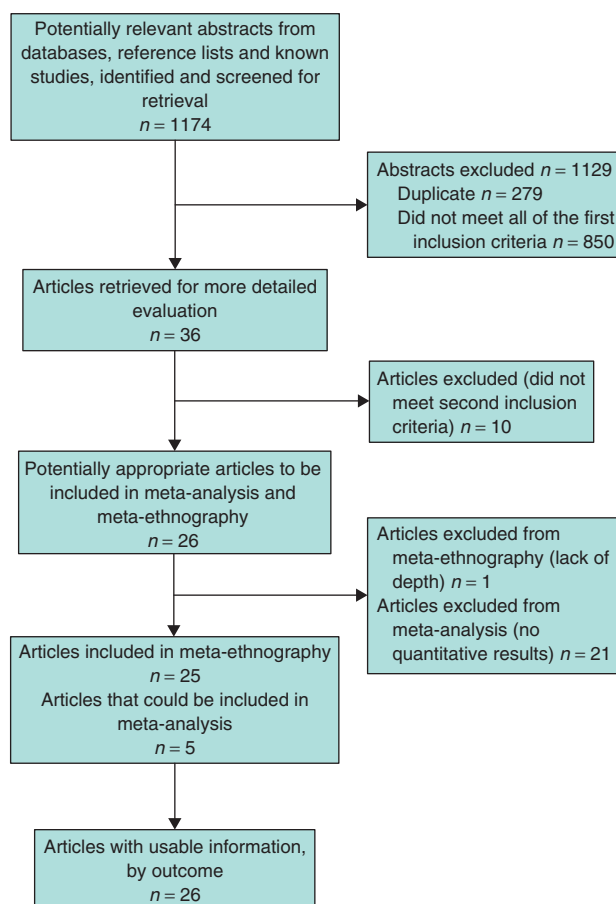 Potentially relevant abstracts from
databases, reference lists and known
studies, identified and screened for
retrieval
n = 1174
Abstracts excluded n = 1129
Duplicate n = 279
Did not meet all of the first
inclusion criteria n = 850
Articles retrieved for more detailed
evaluation
n = 36
Articles excluded (did not
meet second inclusion
criteria) n = 10
Potentially appropriate articles to be
included in meta-analysis and
meta-ethnography
n = 26
Articles excluded from
meta-ethnography (lack of
depth) n = 1
Articles excluded from
meta-analysis (no
quantitative results) n = 21
Articles included in meta-ethnography
n = 25
Articles that could be included in
meta-analysis
n = 5
Articles with usable information,
by outcome
n = 26